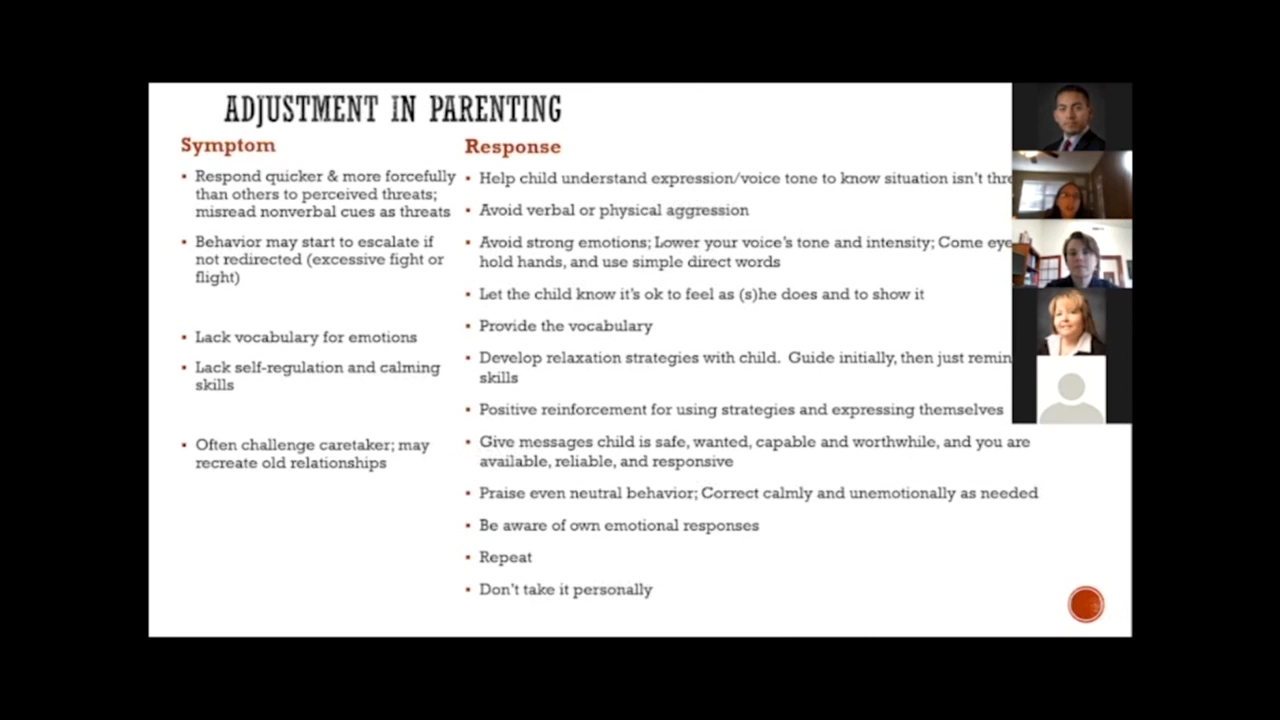 ADJUSTMENT IN PARENTING
Symptom
▪ Respond quicker & more forcefully
than others to perceived threats;
misread nonverbal cues as threats
▪ Behavior may start to escalate if
not redirected (excessive fight or
flight)
▪ Lack vocabulary for emotions
▪ Lack self-regulation and calming
skills
▪ Often challenge caretaker; may
recreate old relationships
Response
▪ Help child understand expression/voice tone to know situation isn't thre
▪ Avoid verbal or physical aggression
▪ Avoid strong emotions; Lower your voice's tone and intensity; Come eye
hold hands, and use simple direct words
▪ Let the child know it's ok to feel as (s)he does and to show it
▪ Provide the vocabulary
▪ Develop relaxation strategies with child. Guide initially, then just remin
skills
▪ Positive reinforcement for using strategies and expressing themselves
▪ Give messages child is safe, wanted, capable and worthwhile, and you are
available, reliable, and responsive
▪ Praise even neutral behavior; Correct calmly and unemotionally as needed
▪ Be aware of own emotional responses
▪ Repeat
▪ Don't take it personally